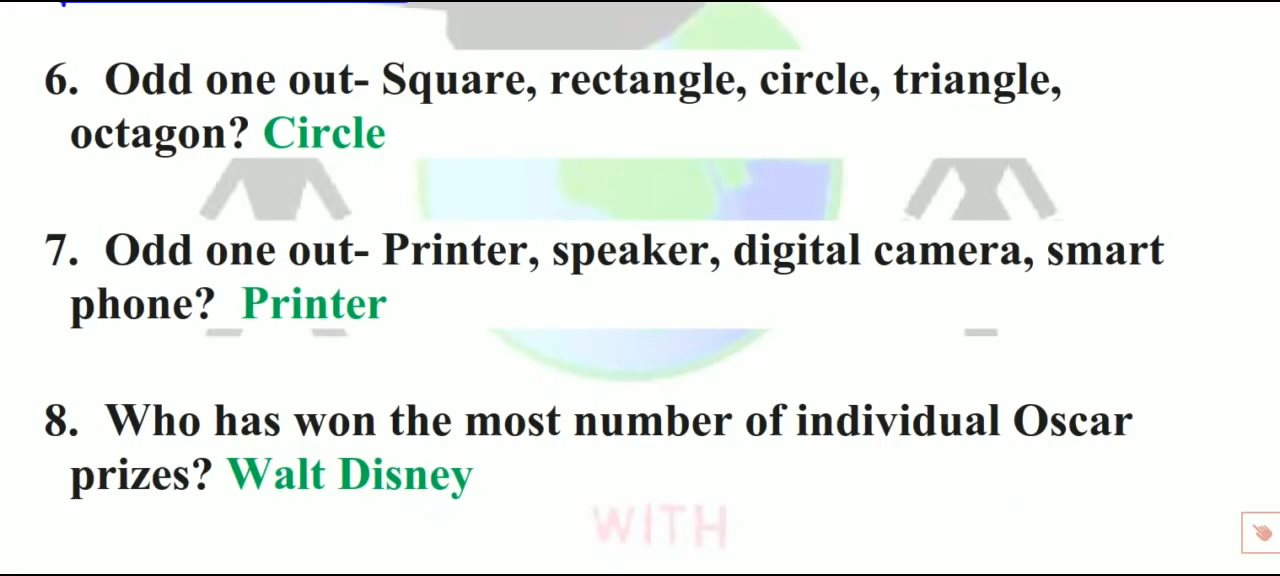 6. Odd one out- Square, rectangle, circle, triangle,
octagon? Circle
7. Odd one out- Printer, speaker, digital camera, smart
phone? Printer
8. Who has won the most number of individual Oscar
prizes? Walt Disney
WITH